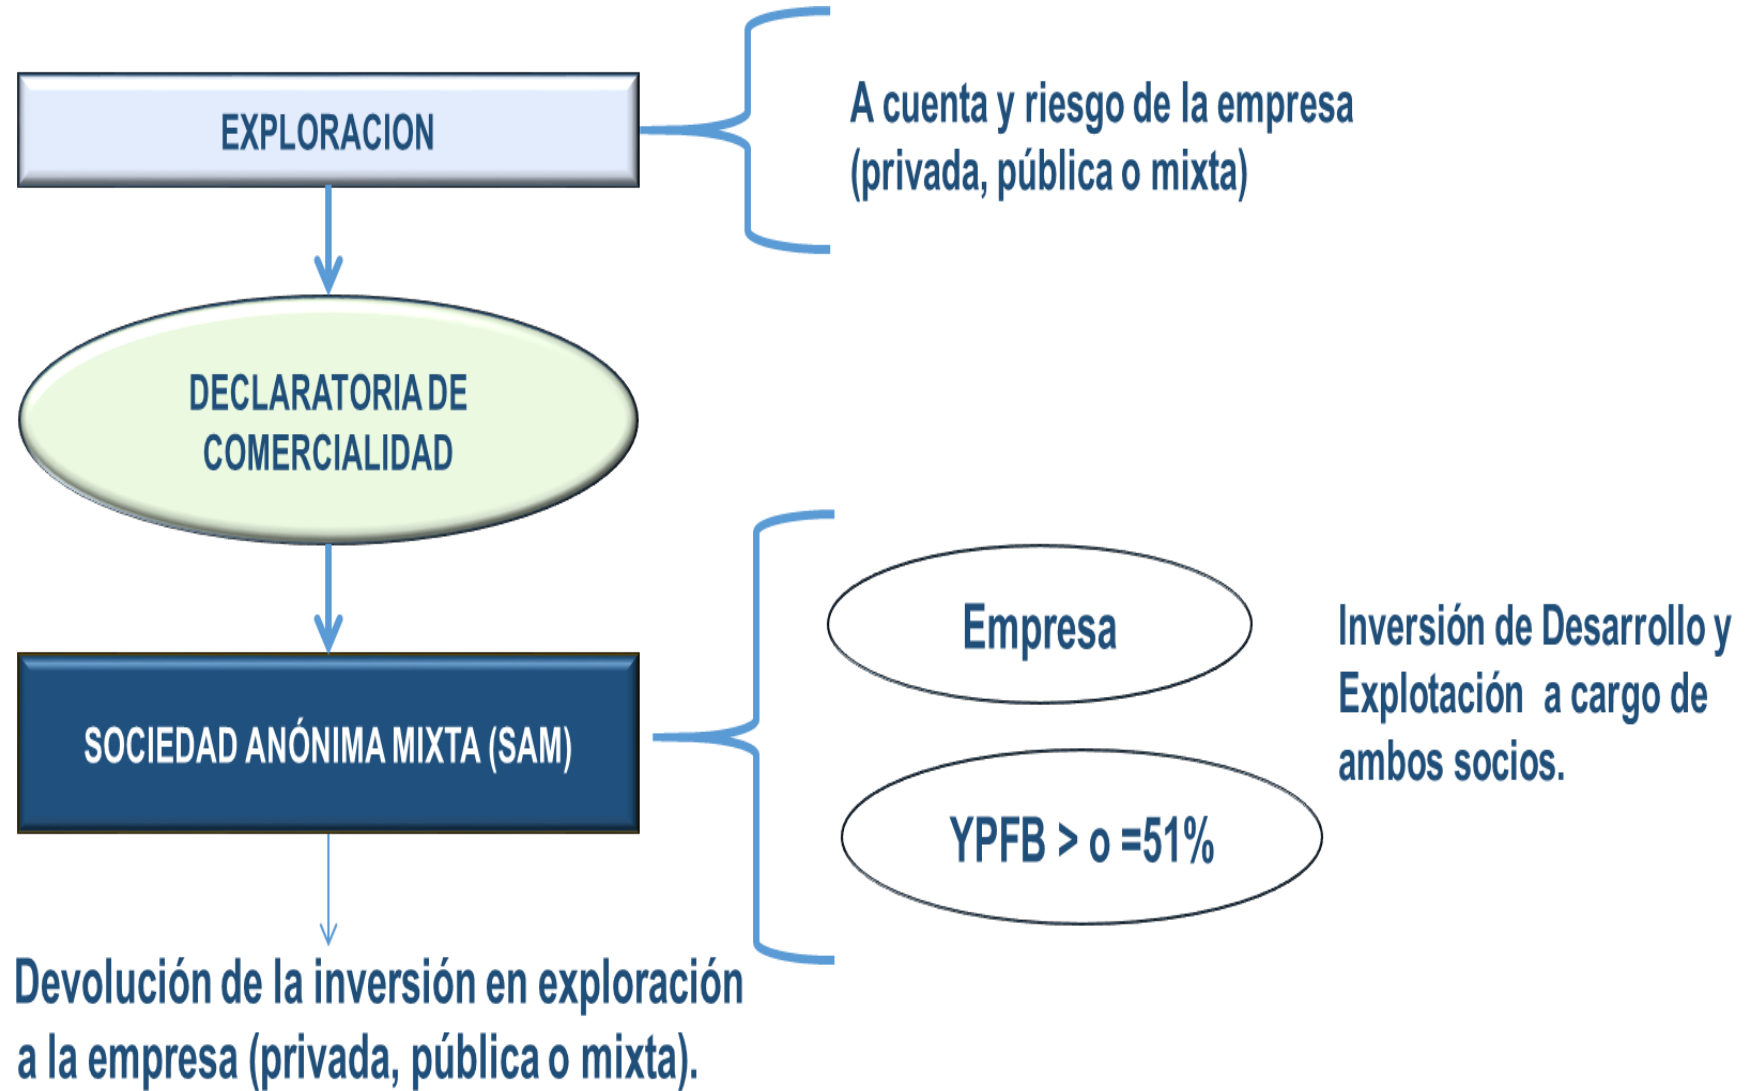 EXPLORACION
A cuenta y riesgo de la empresa
(privada, pública o mixta)
DECLARATORIA DE
COMERCIALIDAD
SOCIEDAD ANÓNIMA MIXTA (SAM)
Empresa
YPFB > o =51%
Inversión de Desarrollo y
Explotación a cargo de
ambos socios.
Devolución de la inversión en exploración
a la empresa (privada, pública o mixta).